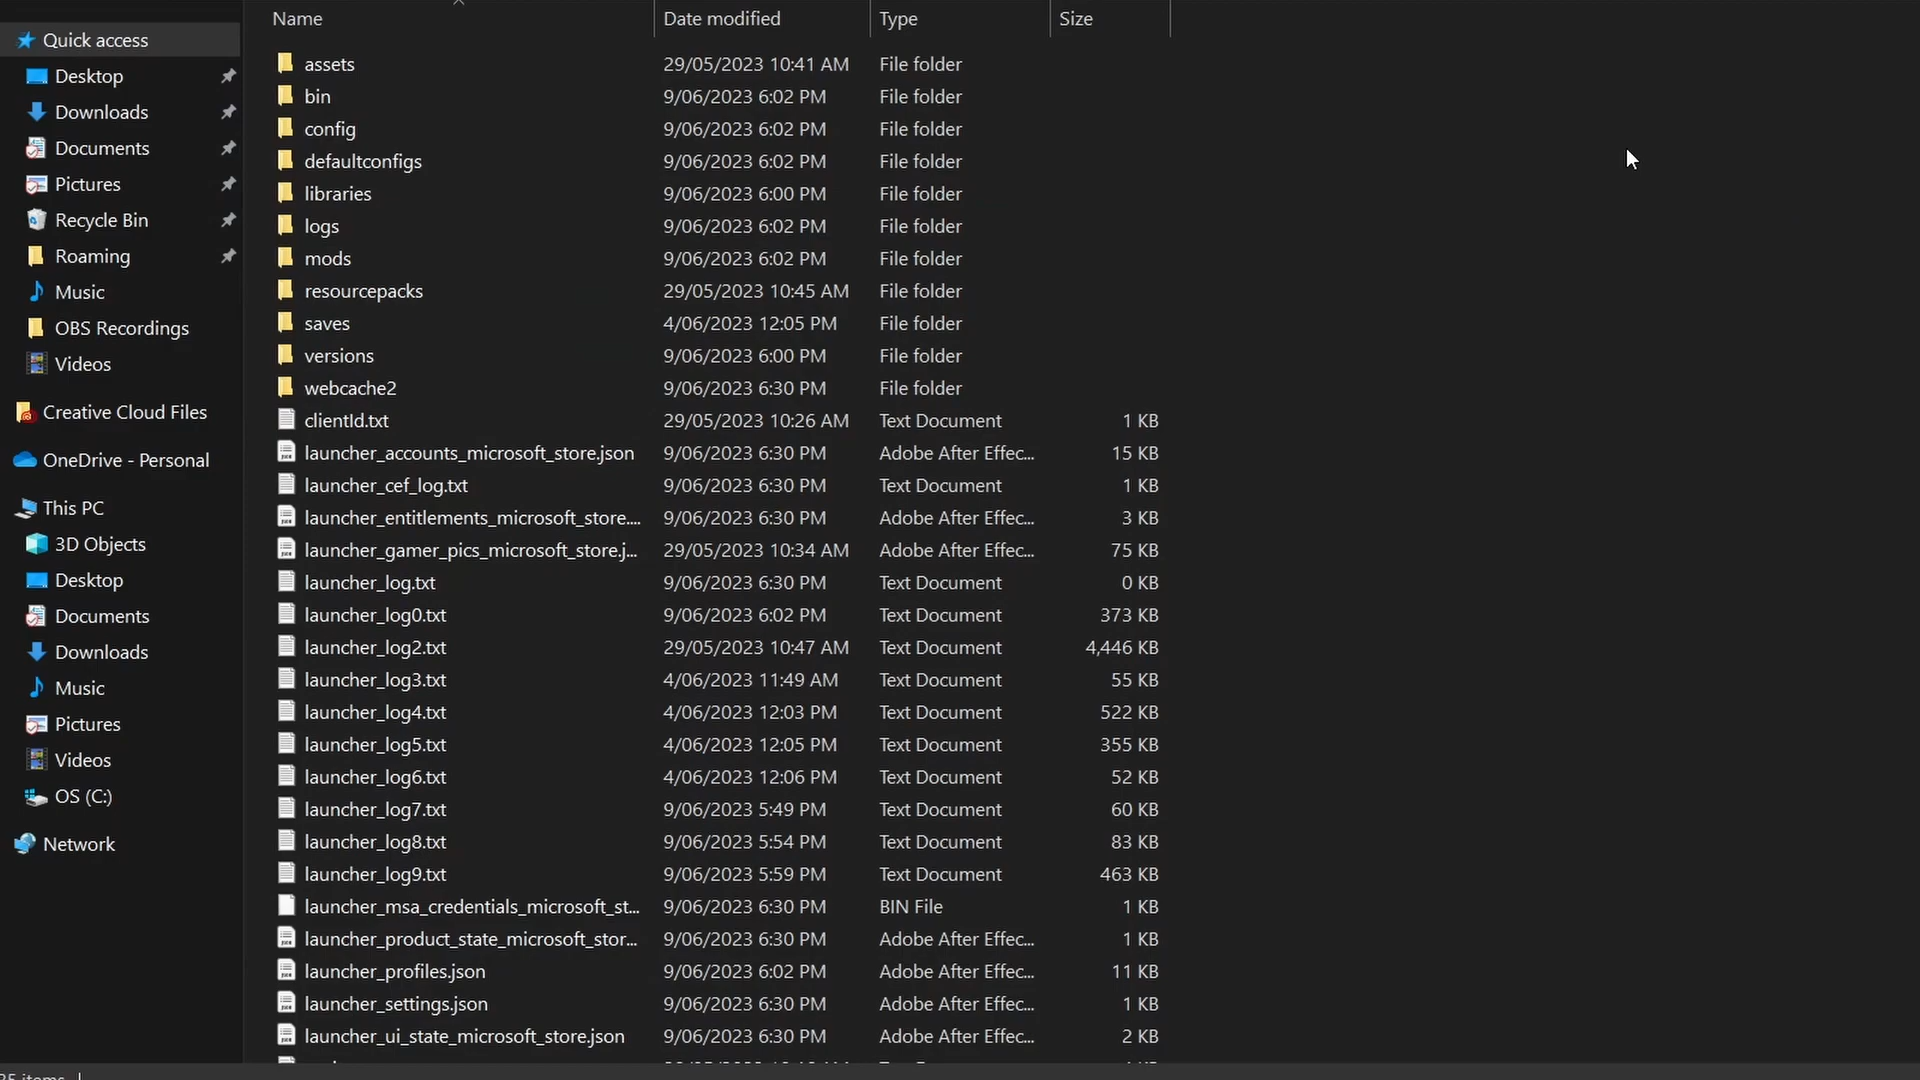 Name Date modified Type Size
Quick access
Desktop
Downloads
Documents
Pictures
Recycle Bin
Roaming
Music
OBS Recordings
Videos
Creative Cloud Files
OneDrive - Personal
This PC
3D Objects
Desktop
Documents
Downloads
Music
Pictures
Videos
OS (C:)
Network
assets 29/05/2023 10:41 AM File folder
bin 9/06/2023 6:02 PM File folder
config 9/06/2023 6:02 PM File folder
defaultconfigs 9/06/2023 6:02 PM File folder
libraries 9/06/2023 6:00 PM File folder
logs 9/06/2023 6:02 PM File folder
mods 9/06/2023 6:02 PM File folder
resourcepacks 29/05/2023 10:45 AM File folder
saves 4/06/2023 12:05 PM File folder
versions 9/06/2023 6:00 PM File folder
webcache2 9/06/2023 6:30 PM File folder
clientId.txt 29/05/2023 10:26 AM Text Document 1 KB
launcher_accounts_microsoft_store.json 9/06/2023 6:30 PM Adobe After Effec... 15 KB
launcher_cef_log.txt 9/06/2023 6:30 PM Text Document 1 KB
launcher_entitlements_microsoft_store.... 9/06/2023 6:30 PM Adobe After Effec... 3 KB
launcher_gamer_pics_microsoft_store.j... 29/05/2023 10:34 AM Adobe After Effec... 75 KB
launcher_log.txt 9/06/2023 6:30 PM Text Document 0 KB
launcher_log0.txt 9/06/2023 6:02 PM Text Document 373 KB
launcher_log2.txt 29/05/2023 10:47 AM Text Document 4,446 KB
launcher_log3.txt 4/06/2023 11:49 AM Text Document 55 KB
launcher_log4.txt 4/06/2023 12:03 PM Text Document 522 KB
launcher_log5.txt 4/06/2023 12:05 PM Text Document 355 KB
launcher_log6.txt 4/06/2023 12:06 PM Text Document 52 KB
launcher_log7.txt 9/06/2023 5:49 PM Text Document 60 KB
launcher_log8.txt 9/06/2023 5:54 PM Text Document 83 KB
launcher_log9.txt 9/06/2023 5:59 PM Text Document 463 KB
launcher_msa_credentials_microsoft_st... 9/06/2023 6:30 PM BIN File 1 KB
launcher_product_state_microsoft_stor... 9/06/2023 6:30 PM Adobe After Effec... 1 KB
launcher_profiles.json 9/06/2023 6:02 PM Adobe After Effec... 11 KB
launcher_settings.json 9/06/2023 6:30 PM Adobe After Effec... 1 KB
launcher_ui_state_microsoft_store.json 9/06/2023 6:30 PM Adobe After Effec... 2 KB